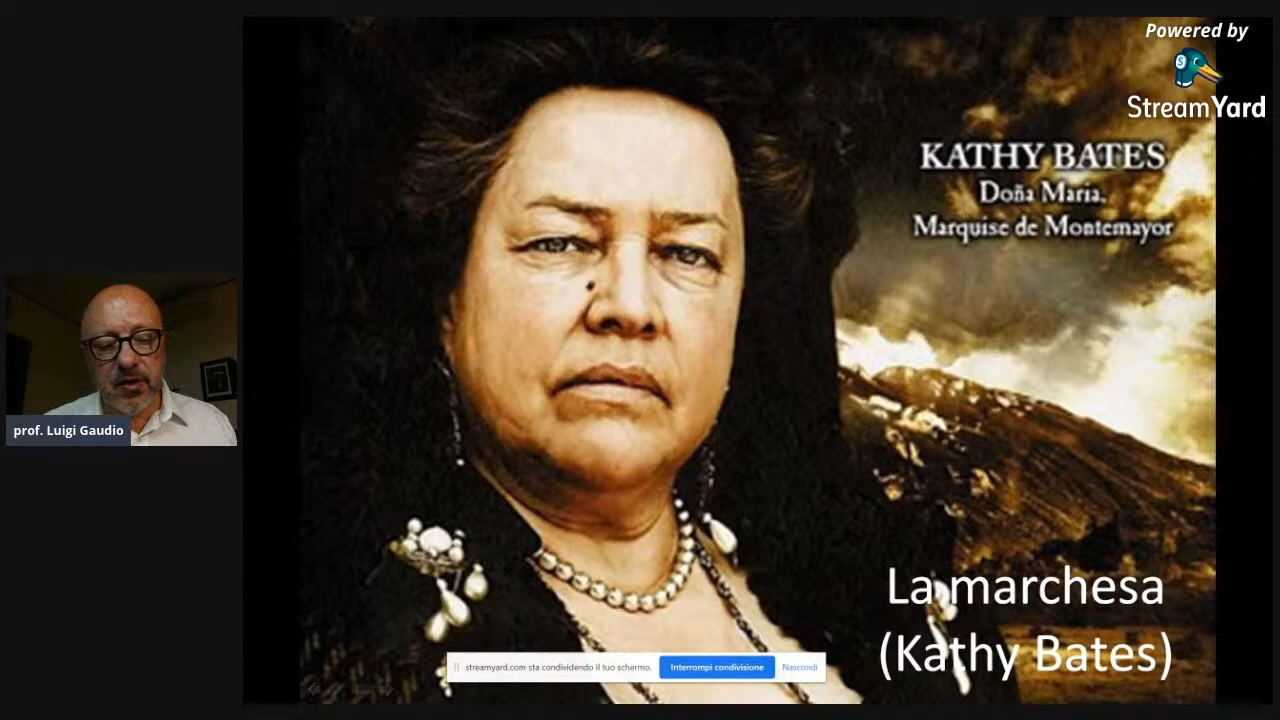 Powered by
StreamYard
KATHY BATES
Doña Maria,
Marquise de Montemayor
prof. Luigi Gaudio
La marchesa
(Kathy Bates)
streamyard.com sta condividendo il tuo schermo.
Interrompi condivisione
Nascondi